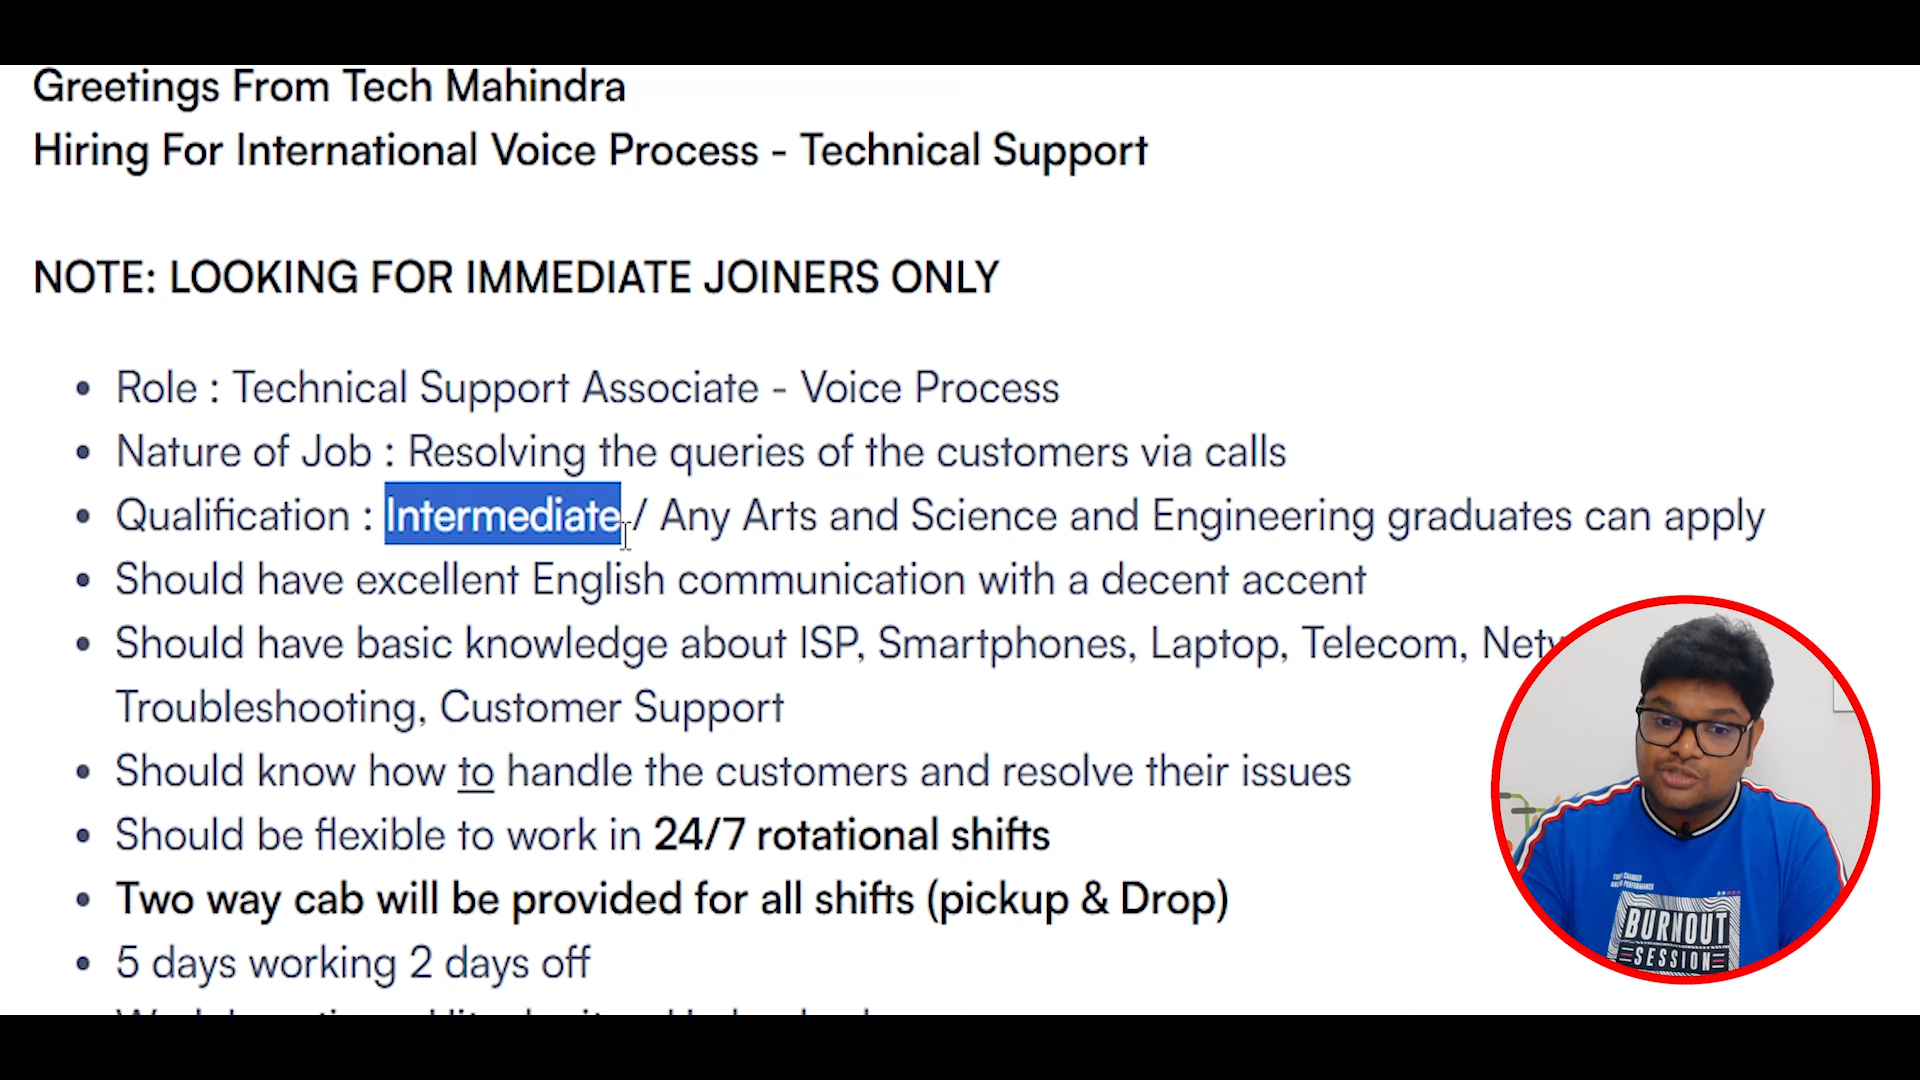 Greetings From Tech Mahindra
Hiring For International Voice Process - Technical Support
NOTE: LOOKING FOR IMMEDIATE JOINERS ONLY
Role : Technical Support Associate - Voice Process
Nature of Job : Resolving the queries of the customers via calls
Qualification : Intermediate / Any Arts and Science and Engineering graduates can apply
Should have excellent English communication with a decent accent
Should have basic knowledge about ISP, Smartphones, Laptop, Telecom,
Troubleshooting, Customer Support
Should know how to handle the customers and resolve their issues
Should be flexible to work in 24/7 rotational shifts
Two way cab will be provided for all shifts (pickup & Drop)
5 days working 2 days off
BURNOUT
SESSION